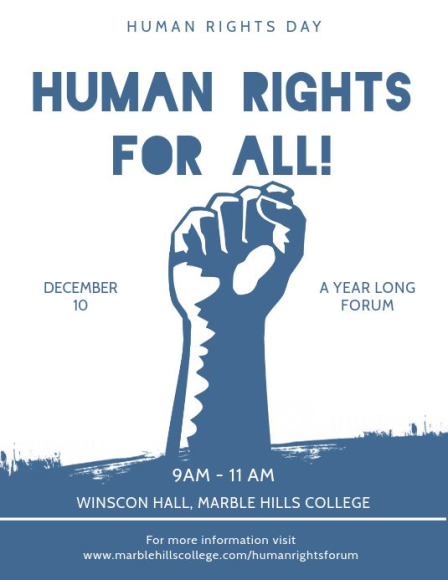 HUMAN RIGHTS DAY
HUMAN RIGHTS
FOR ALL!
DECEMBER
10
A YEAR LONG
FORUM
9AM - 11 AM
WINSCON HALL, MARBLE HILLS COLLEGE
For more information visit
www.marblehillscollege.com/humanrightsforum